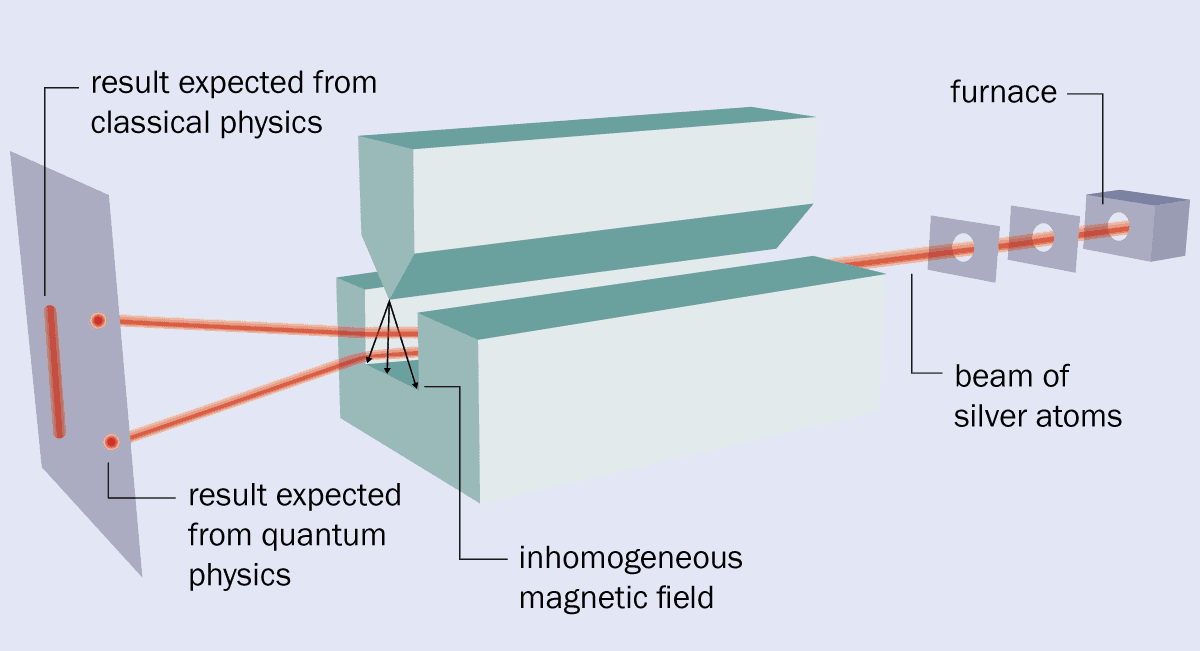 result expected from
classical physics
furnace
beam of
silver atoms
result expected
from quantum
physics
inhomogeneous
magnetic field